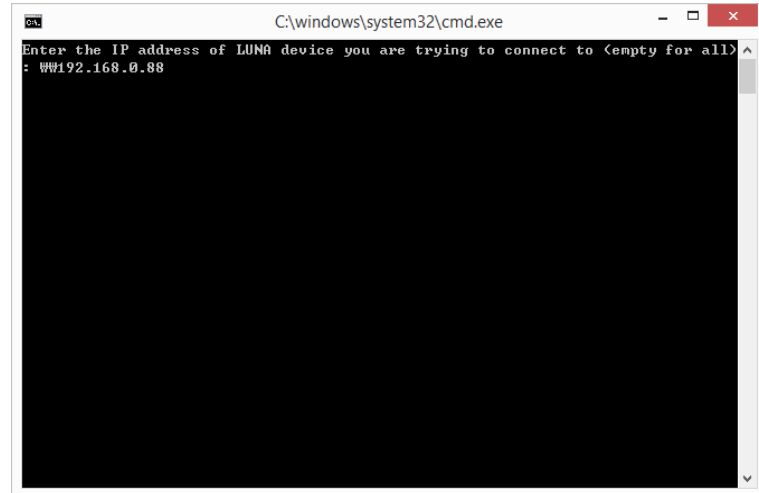 C:\windows\system32\cmd.exe
Enter the IP address of LUNA device you are trying to connect to (empty for all)
: ₩₩192.168.0.88